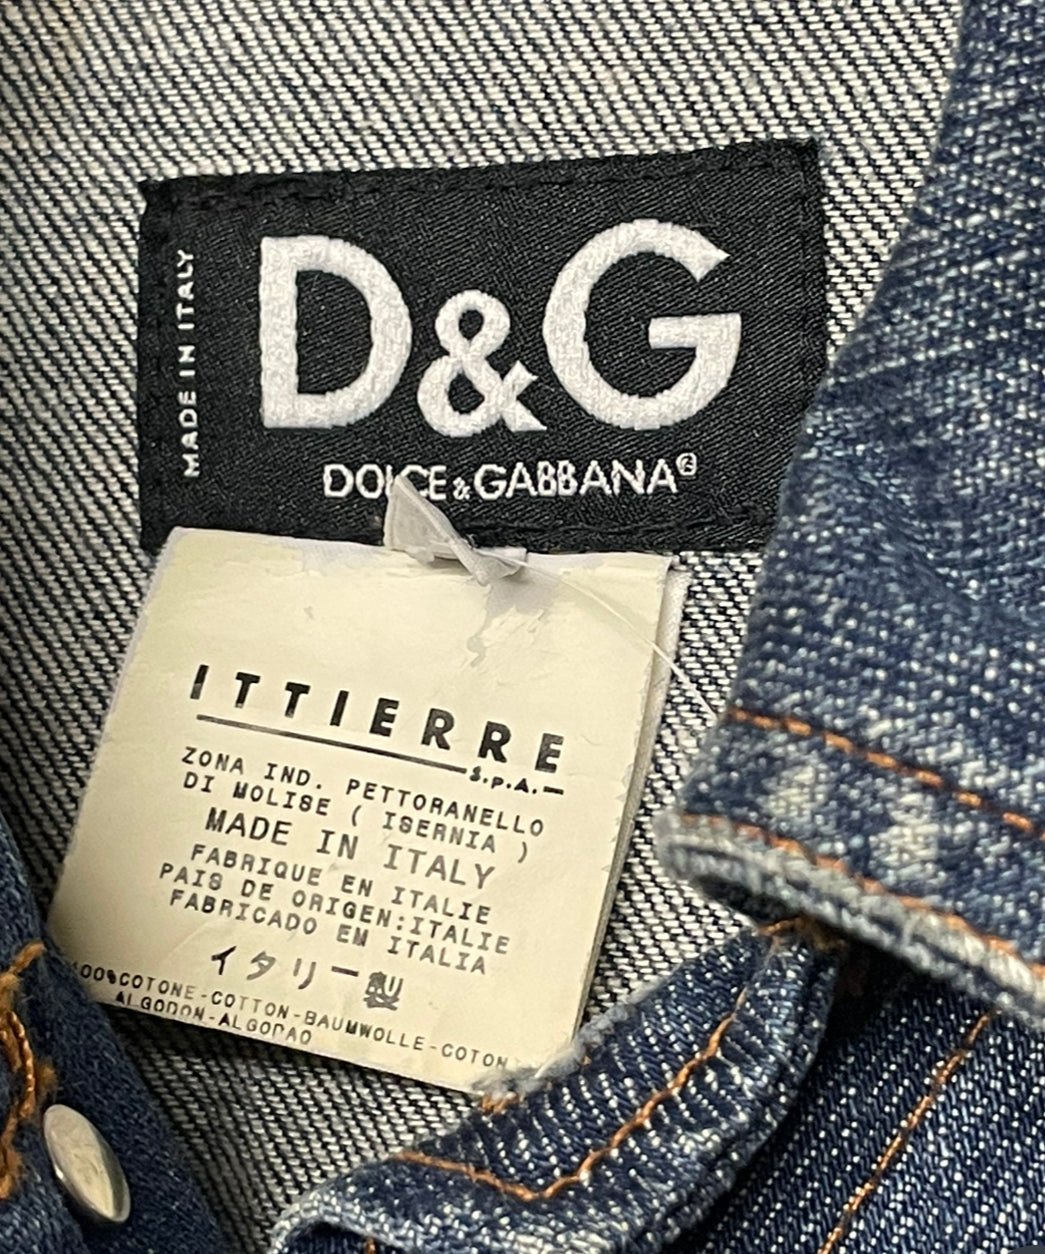 MADE IN ITALY
D&G
DOLCE & GABBANA®
ITTIERRE
S.p.A.
ZONA IND. PETTORANELLO
DI MOLISE ( ISERNIA )
MADE IN ITALY
FABRIQUE EN ITALIE
PAIS DE ORIGEN:ITALIE
FABRICADO EM ITALIA
イタリー製
100%COTONE-COTTON-BAUMWOLLE-COTON
ALGODON-ALGODAO